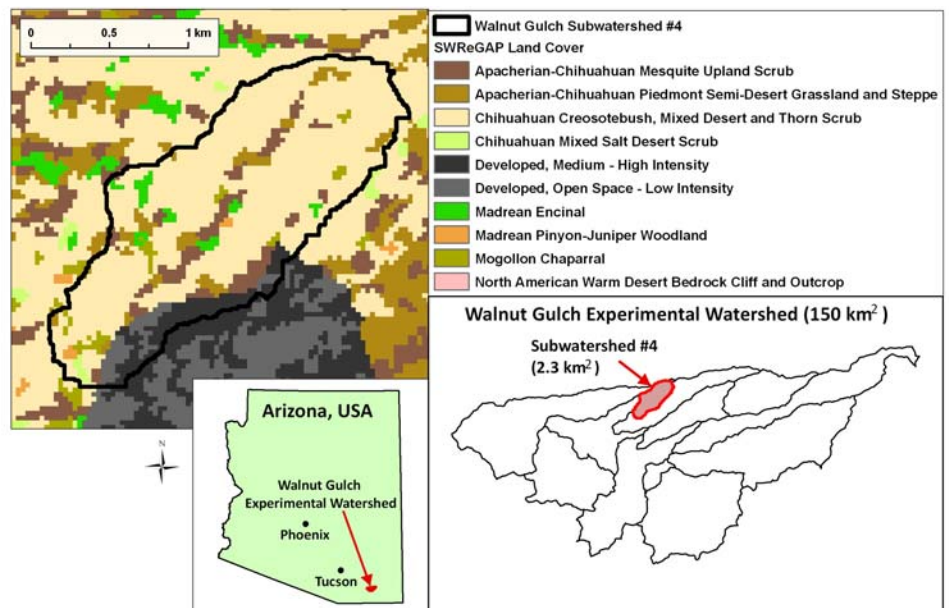 0 0.5 1 km
Walnut Gulch Subwatershed #4
SWReGAP Land Cover
Apacherian-Chihuahuan Mesquite Upland Scrub
Apacherian-Chihuahuan Piedmont Semi-Desert Grassland and Steppe
Chihuahuan Creosotebush, Mixed Desert and Thorn Scrub
Chihuahuan Mixed Salt Desert Scrub
Developed, Medium - High Intensity
Developed, Open Space - Low Intensity
Madrean Encinal
Madrean Pinyon-Juniper Woodland
Mogollon Chaparral
North American Warm Desert Bedrock Cliff and Outcrop
Walnut Gulch Experimental Watershed (150 km²)
Subwatershed #4
(2.3 km²)
N
Arizona, USA
Walnut Gulch
Experimental Watershed
Phoenix
Tucson